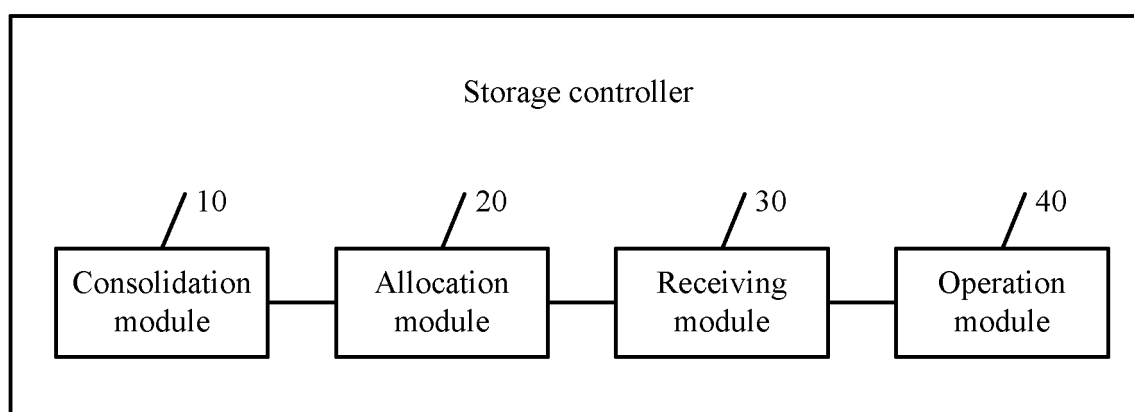 Storage controller
10
20
30
40
Consolidation
module
Allocation
module
Receiving
module
Operation
module